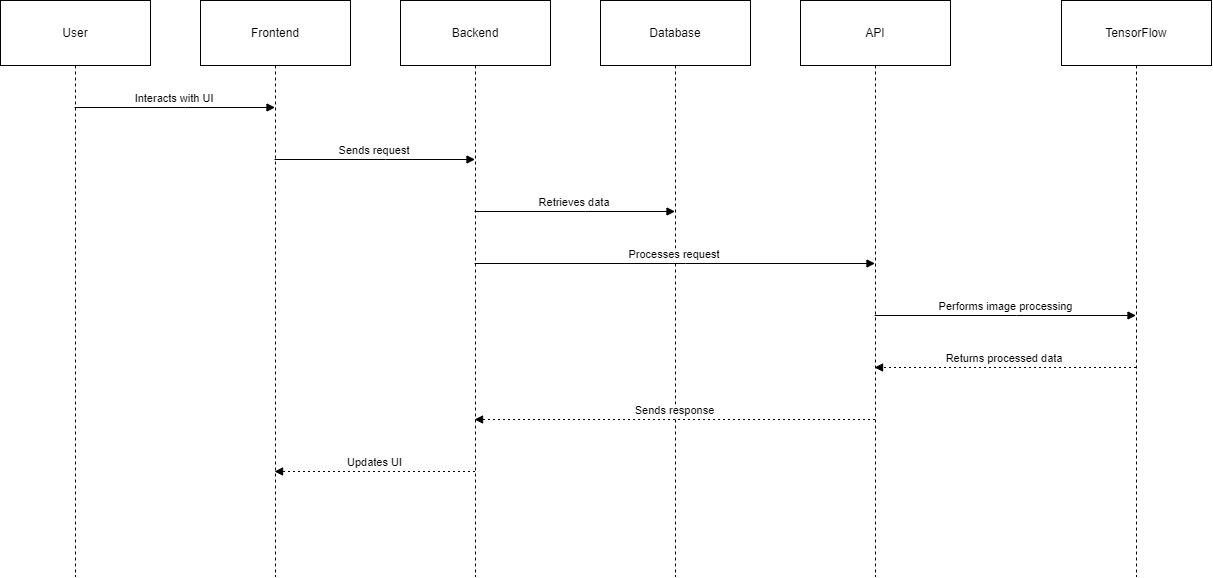 User
Frontend
Backend
Database
API
TensorFlow
Interacts with UI
Sends request
Retrieves data
Processes request
Performs image processing
Returns processed data
Sends response
Updates UI